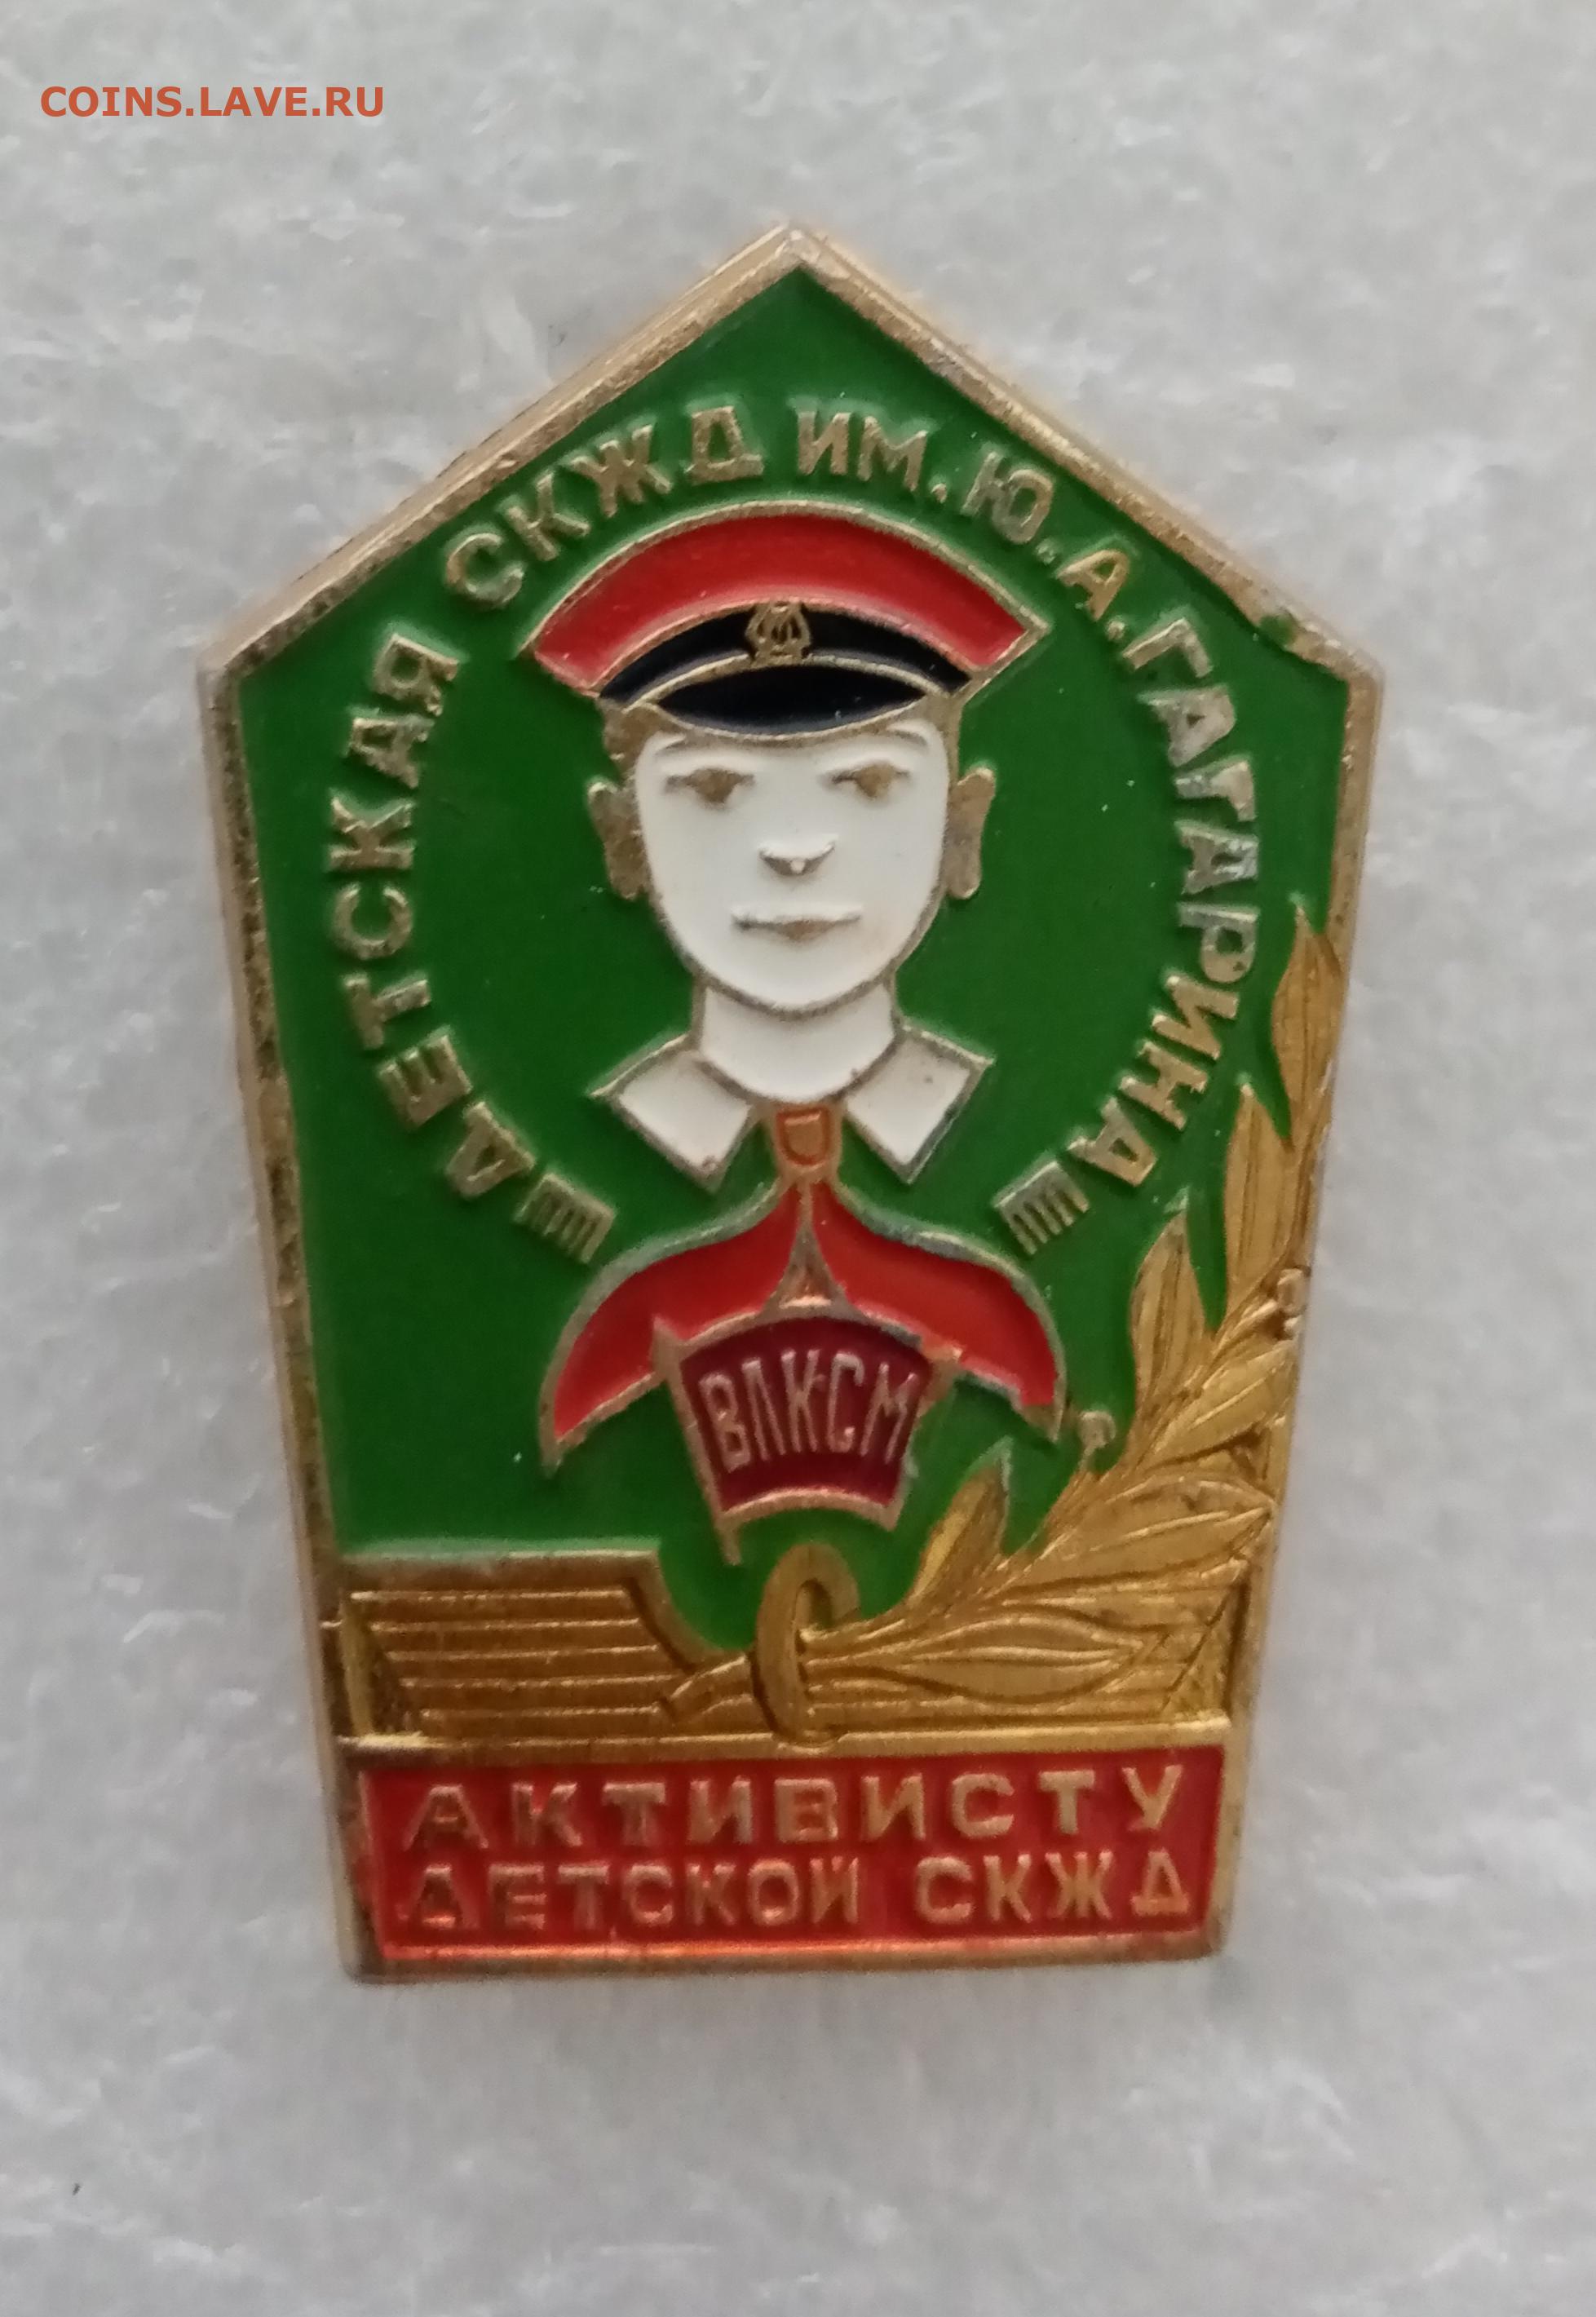 COINS.LAVE.RU
ДЕТСКАЯ СКЖД ИМ. Ю. А. ГАГАРИНА
ВЛКСМ
АКТИВИСТУ
ДЕТСКОЙ СКЖД